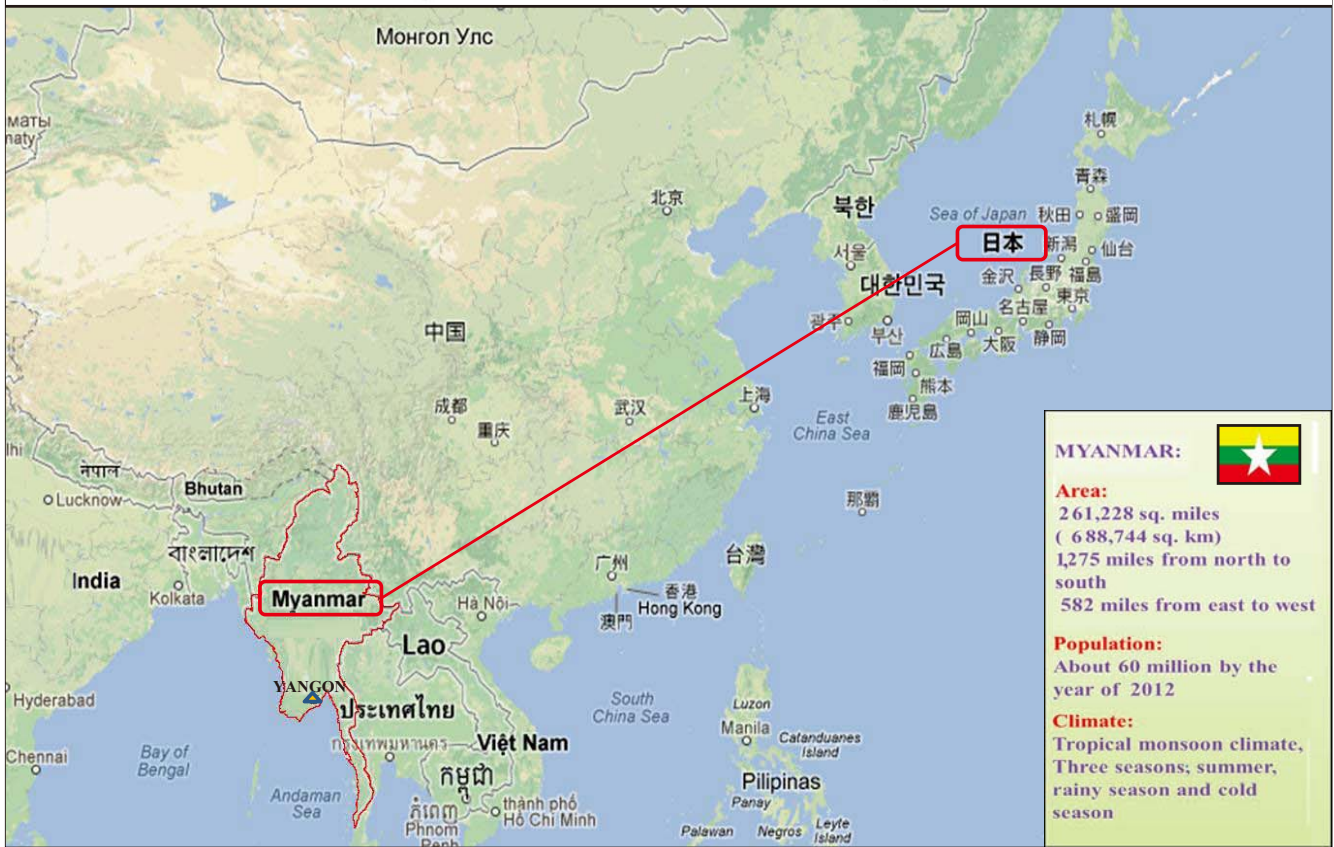 Монгол Улс
маты
naty
札幌
青森
北京
북한
Sea of Japan
秋田
盛岡
日本
新潟
仙台
서울
金沢
長野
福島
대한민국
名古屋
東京
광주
부산
岡山
広島
大阪
静岡
中国
福岡
熊本
成都
重庆
武汉
上海
鹿児島
East
China Sea
lhi
नेपाल
Bhutan
Lucknow
那覇
বাংলাদেশ
广州
台灣
India
Kolkata
Myanmar
Hà Nôi
香港
Hong Kong
澳門
Lao
YANGON
Hyderabad
ประเทศไทย
South
China Sea
Luzon
Manila
Catanduanes
Island
กรุงเทพมหานคร
Việt Nam
Chennai
Bay of
Bengal
កម្ពុជា
Pilipinas
Andaman
Sea
ភ្នំពេញ
Phnom
Penh
thành phố
Hồ Chí Minh
Panay
Palawan
Negros
Leyte
Island
MYANMAR:
Area:
261,228 sq. miles
( 688,744 sq. km)
1,275 miles from north to
south
582 miles from east to west
Population:
About 60 million by the
year of 2012
Climate:
Tropical monsoon climate,
Three seasons; summer,
rainy season and cold
season